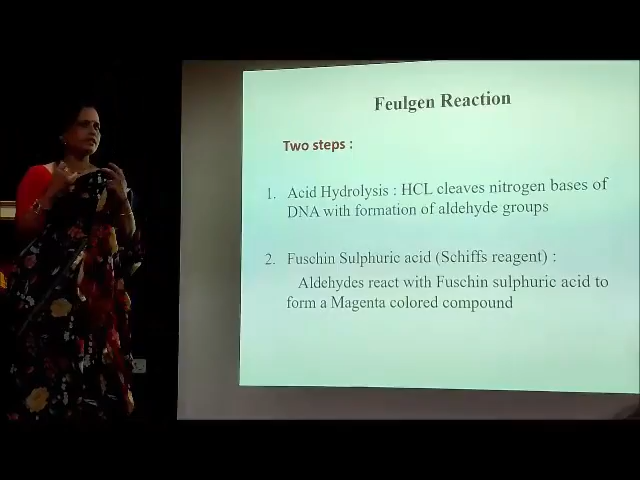 Feulgen Reaction
Two steps :
1. Acid Hydrolysis : HCL cleaves nitrogen bases of
DNA with formation of aldehyde groups
2. Fuschin Sulphuric acid (Schiffs reagent) :
Aldehydes react with Fuschin sulphuric acid to
form a Magenta colored compound